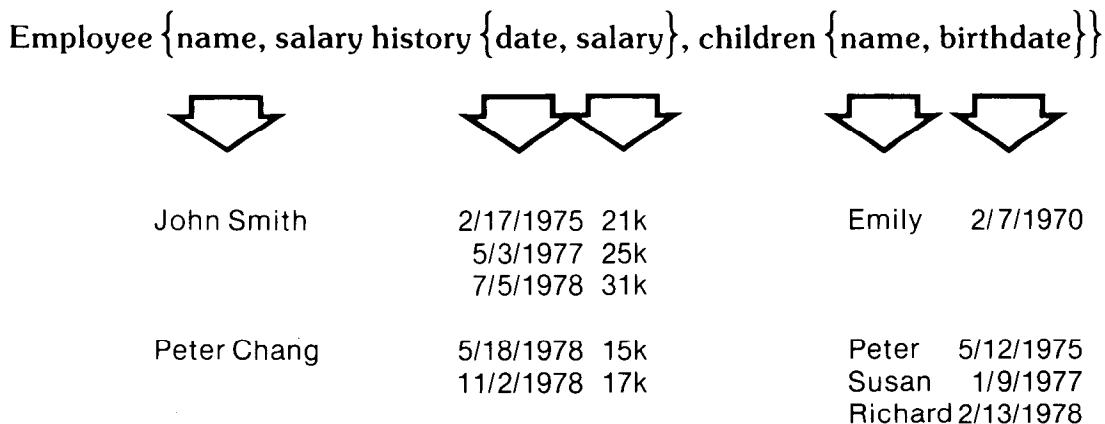 Employee {name, salary history {date, salary}, children {name, birthdate}}
John Smith 2/17/1975 21k Emily 2/7/1970
5/3/1977 25k
7/5/1978 31k
Peter Chang 5/18/1978 15k Peter 5/12/1975
11/2/1978 17k Susan 1/9/1977
Richard 2/13/1978